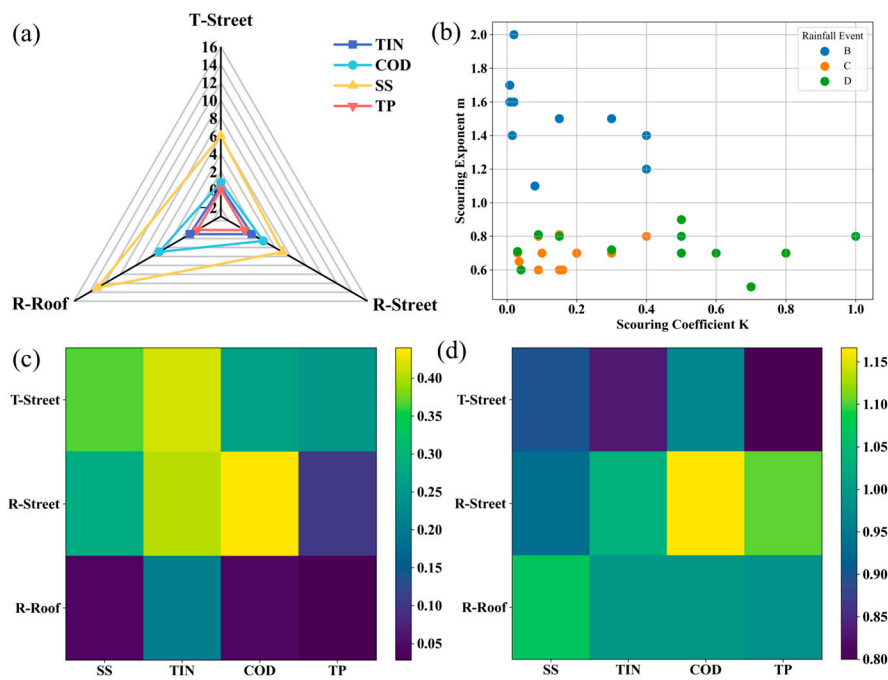 (a)
T-Street
16
14
12
10
8
6
4
2
0
−2
R-Roof
R-Street
TIN
COD
SS
TP
(b)
2.0
1.8
1.6
1.4
1.2
1.0
0.8
0.6
Scouring Exponent m
0.0 0.2 0.4 0.6 0.8 1.0
Scouring Coefficient K
Rainfall Event
B
C
D
(c)
T-Street
R-Street
R-Roof
SS TIN COD TP
0.40
0.35
0.30
0.25
0.20
0.15
0.10
0.05
(d)
T-Street
R-Street
R-Roof
SS TIN COD TP
1.15
1.10
1.05
1.00
0.95
0.90
0.85
0.80